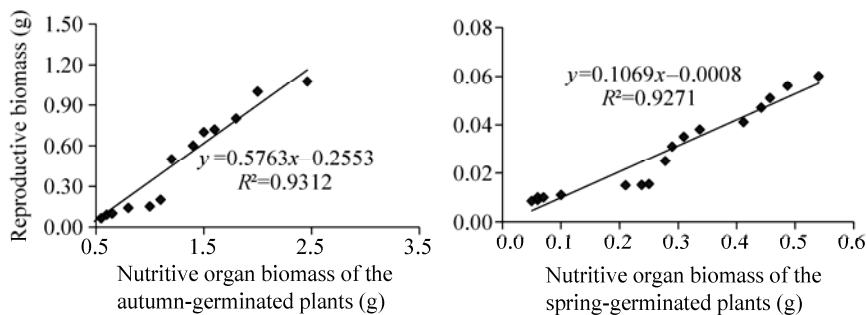 Reproductive biomass (g)
1.50
1.20
0.90
0.60
0.30
0.00
0.5
1.5
2.5
3.5
y=0.5763x−0.2553
R²=0.9312
Nutritive organ biomass of the
autumn-germinated plants (g)
0.08
0.06
0.04
0.02
0.00
0.0
0.1
0.2
0.3
0.4
0.5
0.6
y=0.1069x−0.0008
R²=0.9271
Nutritive organ biomass of the
spring-germinated plants (g)